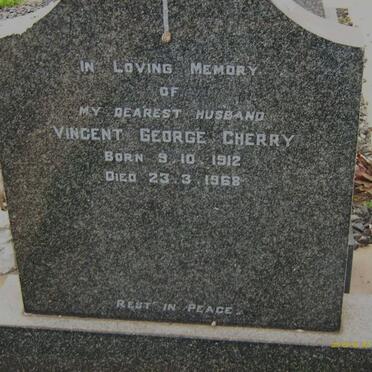 IN LOVING MEMORY
OF
MY DEAREST HUSBAND
VINCENT GEORGE CHERRY
BORN 9.10.1912
DIED 23.3.1968
REST IN PEACE.